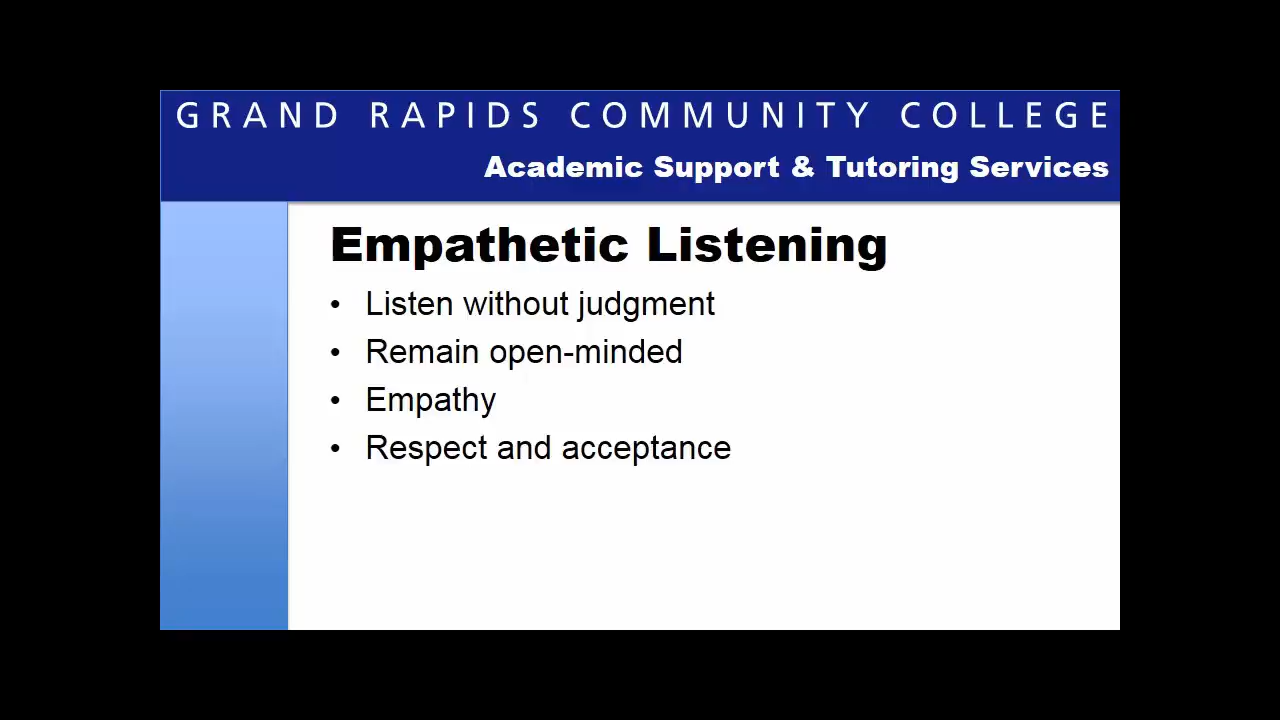 GRAND RAPIDS COMMUNITY COLLEGE
Academic Support & Tutoring Services
Empathetic Listening
• Listen without judgment
• Remain open-minded
• Empathy
• Respect and acceptance